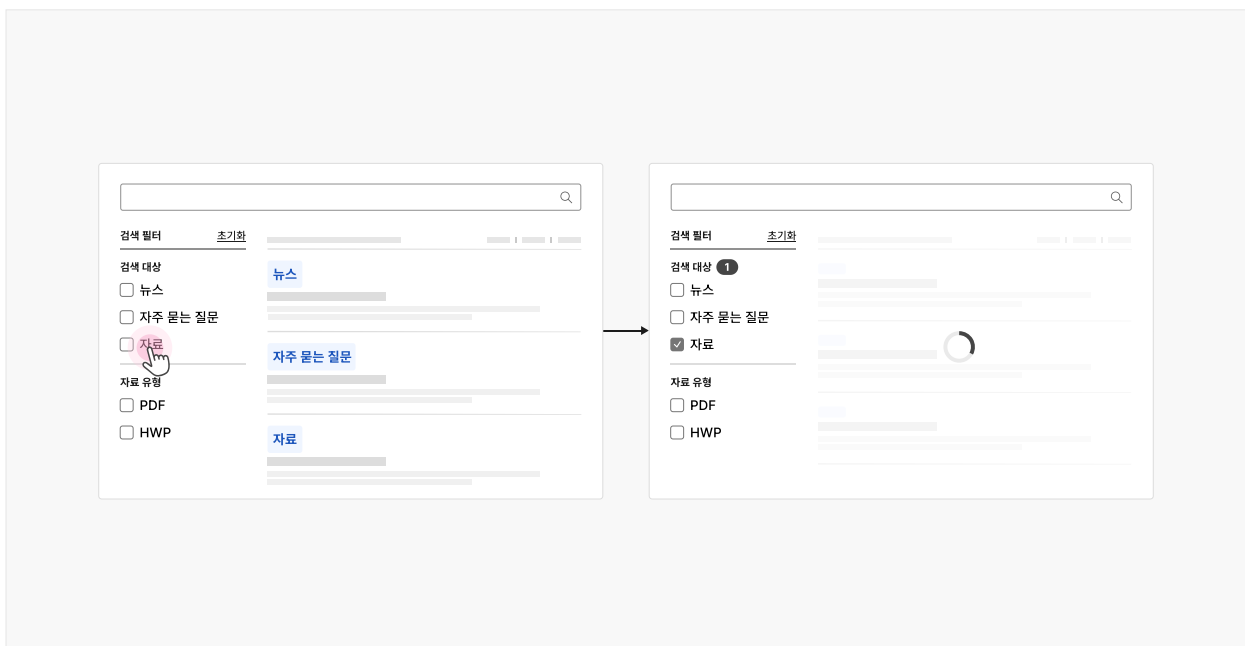 검색 필터 초기화
검색 대상
뉴스
자주 묻는 질문
자료
자료 유형
PDF
HWP
뉴스
자주 묻는 질문
자료
검색 필터 초기화
검색 대상 1
뉴스
자주 묻는 질문
자료
자료 유형
PDF
HWP